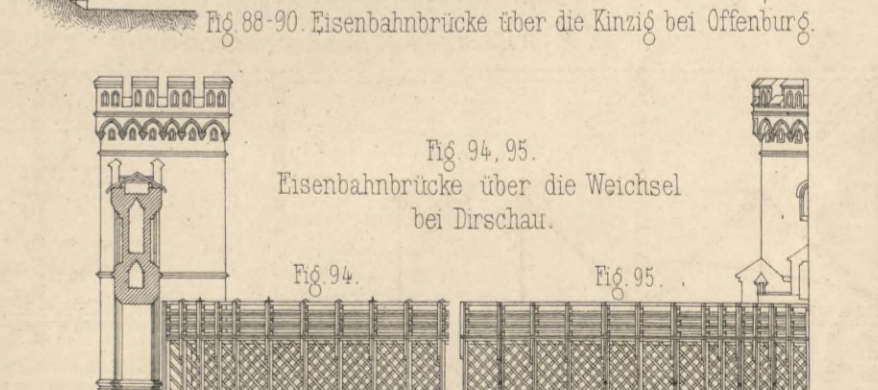 Fig. 88-90. Eisenbahnbrücke über die Kinzig bei Offenburg.
Fig. 94, 95.
Eisenbahnbrücke über die Weichsel
bei Dirschau.
Fig. 94.
Fig. 95.